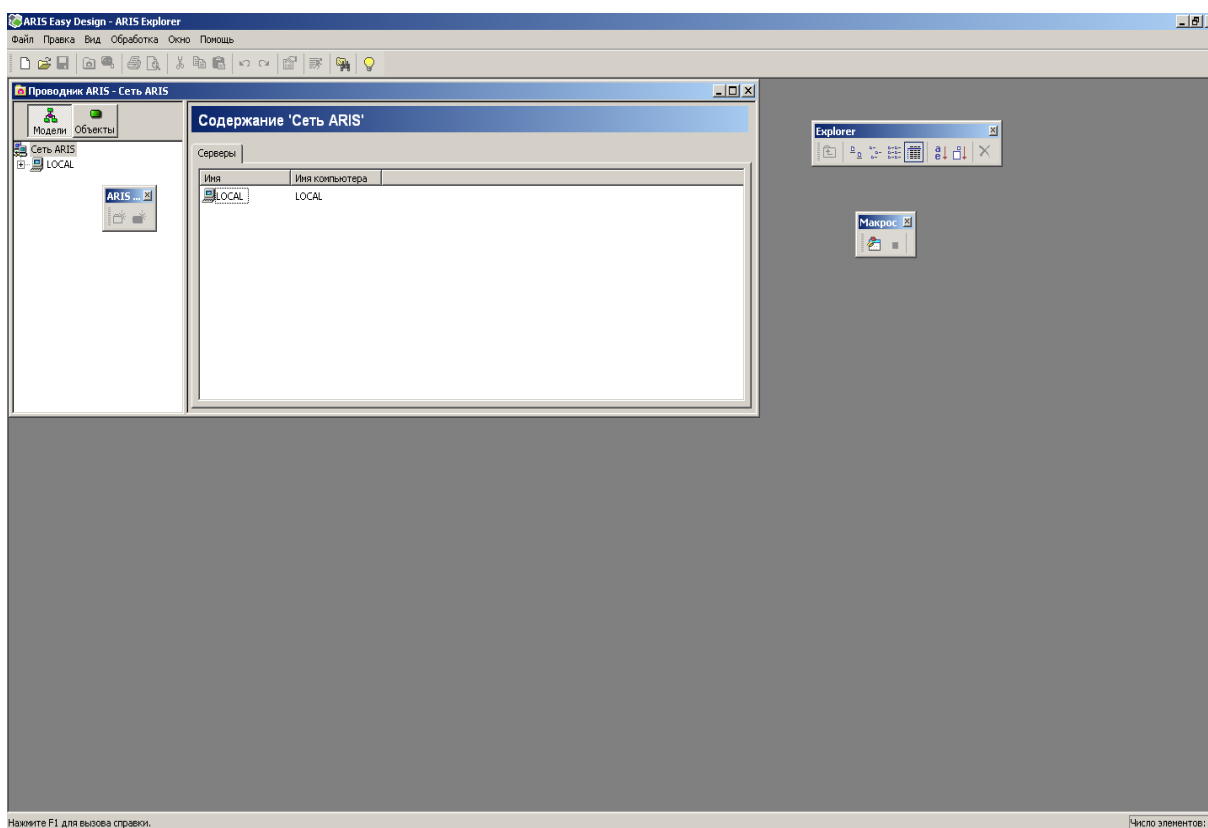 ARIS Easy Design - ARIS Explorer
Файл Правка Вид Обработка Окно Помощь
Проводник ARIS - Сеть ARIS
Модели Объекты
Сеть ARIS
LOCAL
ARIS ...
Содержание 'Сеть ARIS'
Серверы
Имя Имя компьютера
LOCAL LOCAL
Explorer
Макрос
Нажмите F1 для вызова справки.
Число элементов: